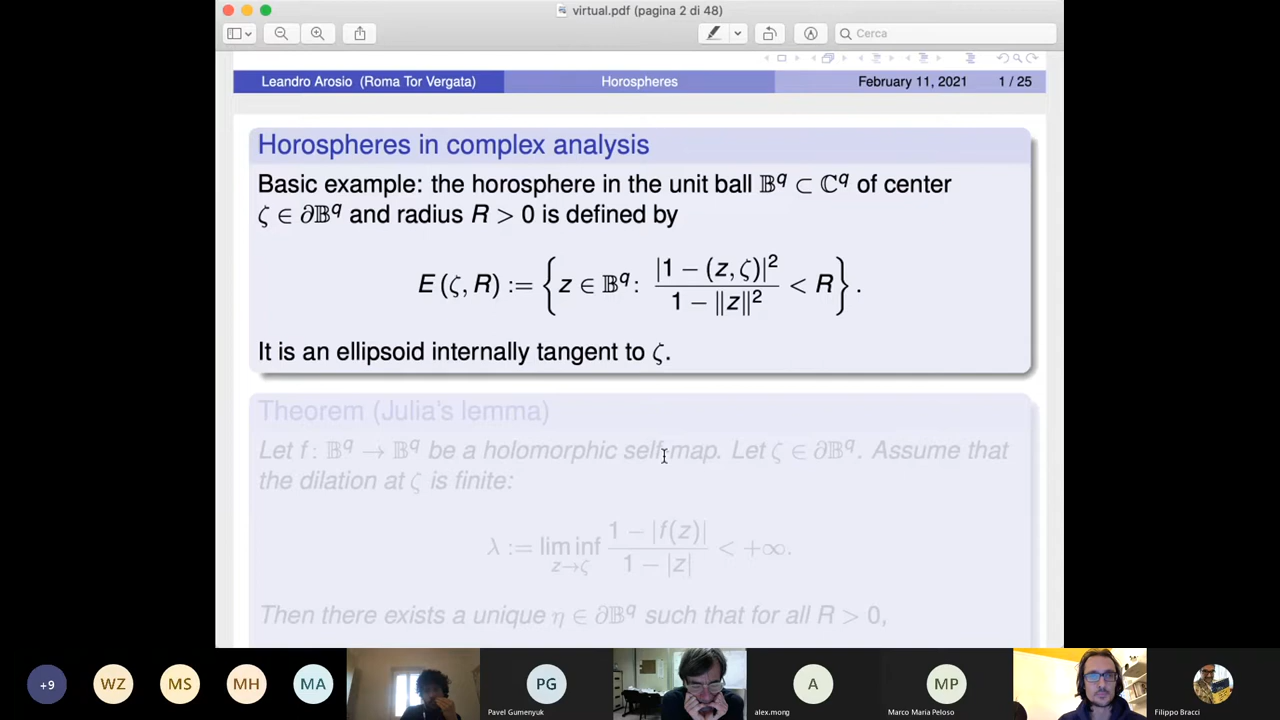 virtual.pdf (pagina 2 di 48)
Cerca
Leandro Arosio (Roma Tor Vergata) Horospheres February 11, 2021 1 / 25
Horospheres in complex analysis
Basic example: the horosphere in the unit ball 𝔹^q ⊂ ℂ^q of center
ζ ∈ ∂𝔹^q and radius R > 0 is defined by
E (ζ, R) := { z ∈ 𝔹^q : |1 − (z, ζ)|² / (1 − ‖z‖²) < R } .
It is an ellipsoid internally tangent to ζ.
Theorem (Julia's lemma)
Let f : 𝔹^q → 𝔹^q be a holomorphic self-map. Let ζ ∈ ∂𝔹^q. Assume that
the dilation at ζ is finite:
λ := lim inf_{z→ζ} (1 − |f(z)|) / (1 − |z|) < +∞.
Then there exists a unique η ∈ ∂𝔹^q such that for all R > 0,
+9 WZ MS MH MA PG A MP
Pavel Gumenyuk alex.mong Marco Maria Peloso Filippo Bracci